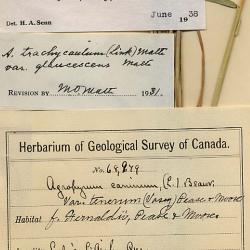 June 1938
Det. H. A. Senn
A. trachycaulum (Link) Malte
var. glaucescens Malte
REVISION BY M.O. Malte 1931.
Herbarium of Geological Survey of Canada.
No. 68,279
Agropyrum caninum, (L.) Beauv.
Var. tenerum (Vasey) Pease & Moore
Habitat f. Fernaldii, Pease & Moore